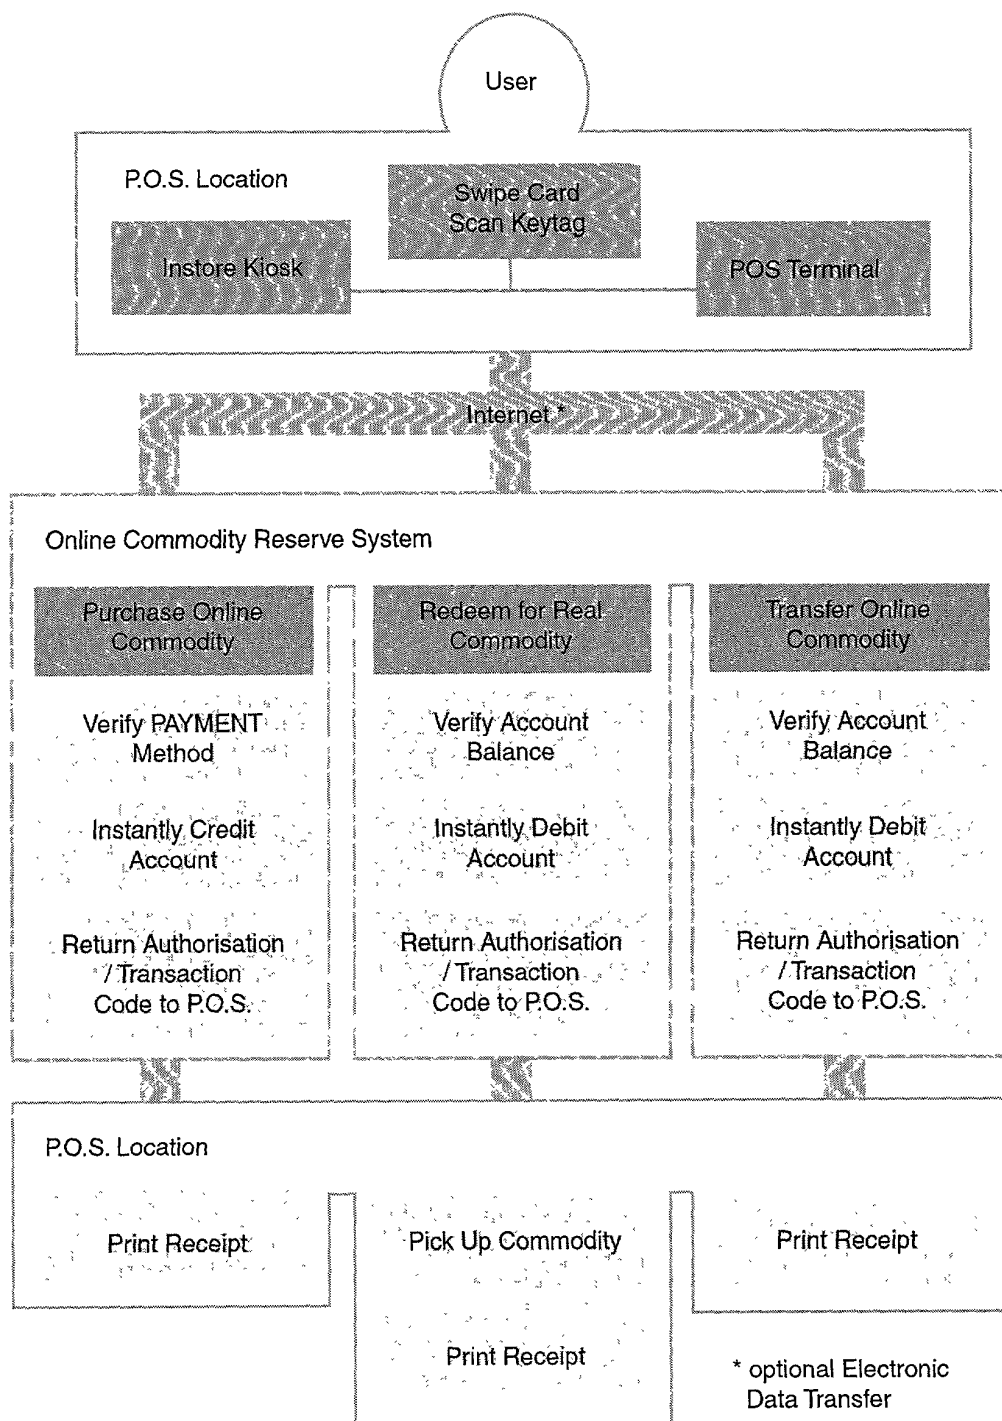 User
P.O.S. Location
Swipe Card
Scan Keytag
Instore Kiosk
POS Terminal
Internet *
Online Commodity Reserve System
Purchase Online
Commodity
Verify PAYMENT
Method
Instantly Credit
Account
Return Authorisation
/ Transaction
Code to P.O.S.
Redeem for Real
Commodity
Verify Account
Balance
Instantly Debit
Account
Return Authorisation
/ Transaction
Code to P.O.S.
Transfer Online
Commodity
Verify Account
Balance
Instantly Debit
Account
Return Authorisation
/ Transaction
Code to P.O.S.
P.O.S. Location
Print Receipt
Pick Up Commodity
Print Receipt
Print Receipt
* optional Electronic
Data Transfer